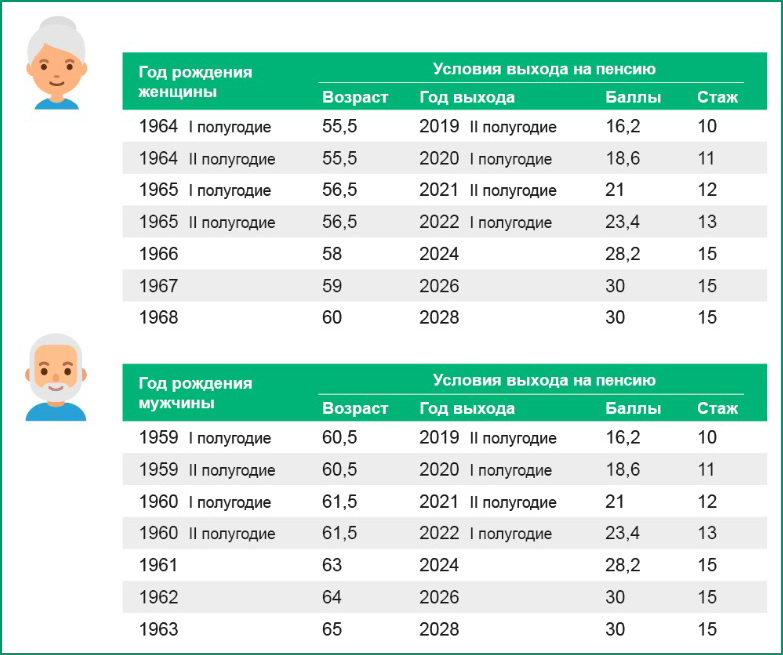 Год рождения женщины Условия выхода на пенсию
Возраст Год выхода Баллы Стаж
1964 I полугодие 55,5 2019 II полугодие 16,2 10
1964 II полугодие 55,5 2020 I полугодие 18,6 11
1965 I полугодие 56,5 2021 II полугодие 21 12
1965 II полугодие 56,5 2022 I полугодие 23,4 13
1966 58 2024 28,2 15
1967 59 2026 30 15
1968 60 2028 30 15
Год рождения мужчины Условия выхода на пенсию
Возраст Год выхода Баллы Стаж
1959 I полугодие 60,5 2019 II полугодие 16,2 10
1959 II полугодие 60,5 2020 I полугодие 18,6 11
1960 I полугодие 61,5 2021 II полугодие 21 12
1960 II полугодие 61,5 2022 I полугодие 23,4 13
1961 63 2024 28,2 15
1962 64 2026 30 15
1963 65 2028 30 15